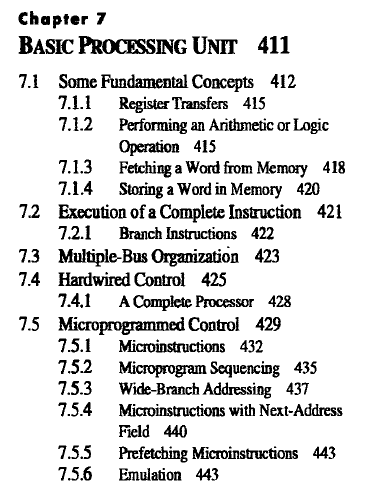 Chapter 7
BASIC PROCESSING UNIT 411
7.1 Some Fundamental Concepts 412
7.1.1 Register Transfers 415
7.1.2 Performing an Arithmetic or Logic
Operation 415
7.1.3 Fetching a Word from Memory 418
7.1.4 Storing a Word in Memory 420
7.2 Execution of a Complete Instruction 421
7.2.1 Branch Instructions 422
7.3 Multiple-Bus Organization 423
7.4 Hardwired Control 425
7.4.1 A Complete Processor 428
7.5 Microprogrammed Control 429
7.5.1 Microinstructions 432
7.5.2 Microprogram Sequencing 435
7.5.3 Wide-Branch Addressing 437
7.5.4 Microinstructions with Next-Address
Field 440
7.5.5 Prefetching Microinstructions 443
7.5.6 Emulation 443